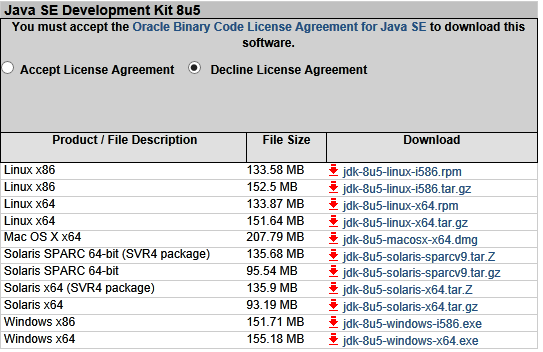 Java SE Development Kit 8u5
You must accept the Oracle Binary Code License Agreement for Java SE to download this
software.
Accept License Agreement Decline License Agreement
Product / File Description File Size Download
Linux x86 133.58 MB jdk-8u5-linux-i586.rpm
Linux x86 152.5 MB jdk-8u5-linux-i586.tar.gz
Linux x64 133.87 MB jdk-8u5-linux-x64.rpm
Linux x64 151.64 MB jdk-8u5-linux-x64.tar.gz
Mac OS X x64 207.79 MB jdk-8u5-macosx-x64.dmg
Solaris SPARC 64-bit (SVR4 package) 135.68 MB jdk-8u5-solaris-sparcv9.tar.Z
Solaris SPARC 64-bit 95.54 MB jdk-8u5-solaris-sparcv9.tar.gz
Solaris x64 (SVR4 package) 135.9 MB jdk-8u5-solaris-x64.tar.Z
Solaris x64 93.19 MB jdk-8u5-solaris-x64.tar.gz
Windows x86 151.71 MB jdk-8u5-windows-i586.exe
Windows x64 155.18 MB jdk-8u5-windows-x64.exe